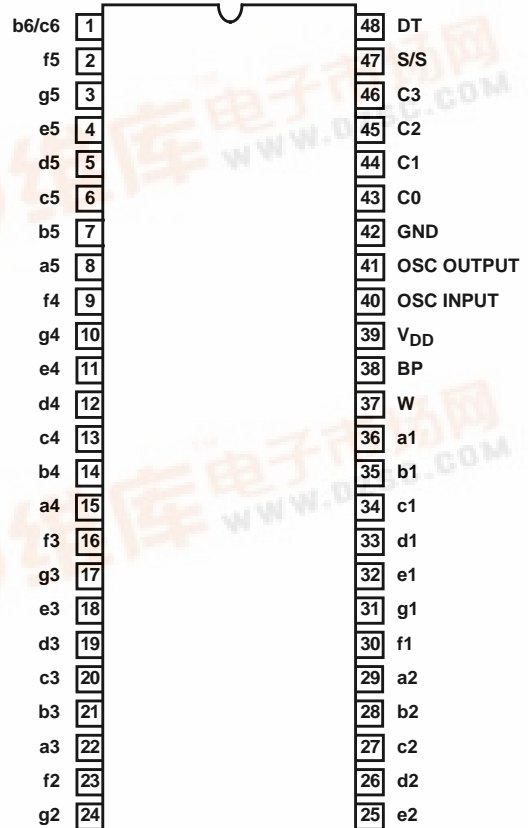 b6/c6 1 48 DT
f5 2 47 S/S
g5 3 46 C3
e5 4 45 C2
d5 5 44 C1
c5 6 43 C0
b5 7 42 GND
a5 8 41 OSC OUTPUT
f4 9 40 OSC INPUT
g4 10 39 VDD
e4 11 38 BP
d4 12 37 W
c4 13 36 a1
b4 14 35 b1
a4 15 34 c1
f3 16 33 d1
g3 17 32 e1
e3 18 31 g1
d3 19 30 f1
c3 20 29 a2
b3 21 28 b2
a3 22 27 c2
f2 23 26 d2
g2 24 25 e2